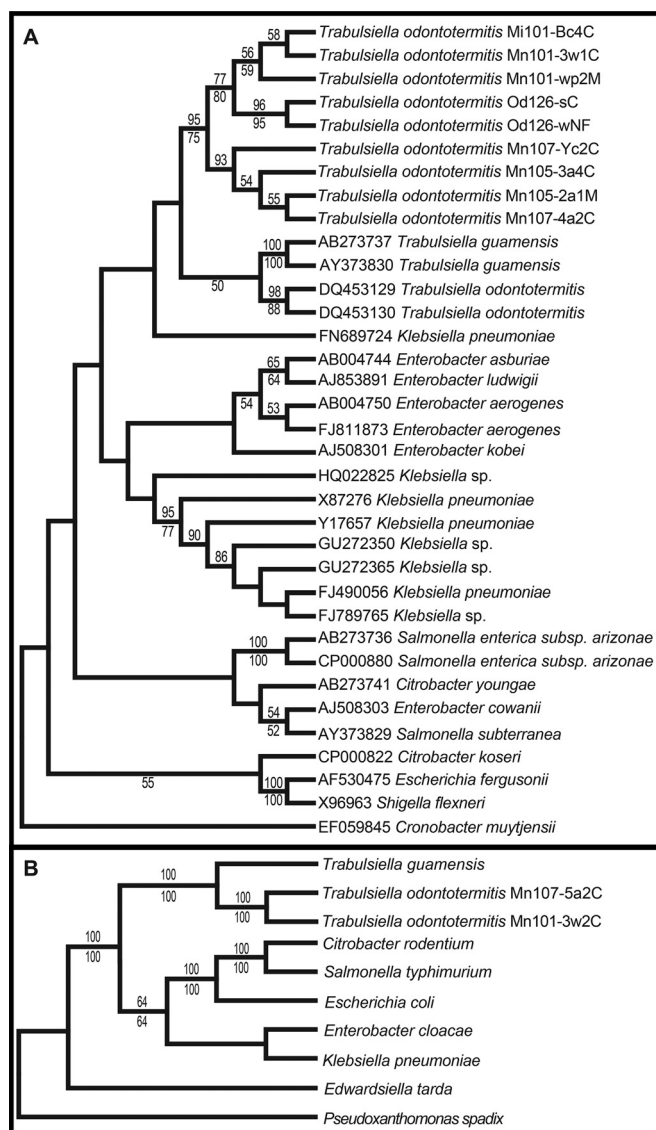 A
58
Trabulsiella odontotermitis Mi101-Bc4C
56
Trabulsiella odontotermitis Mn101-3w1C
77
59
Trabulsiella odontotermitis Mn101-wp2M
80
96
Trabulsiella odontotermitis Od126-sC
95
95
Trabulsiella odontotermitis Od126-wNF
75
93
Trabulsiella odontotermitis Mn107-Yc2C
54
Trabulsiella odontotermitis Mn105-3a4C
55
Trabulsiella odontotermitis Mn105-2a1M
Trabulsiella odontotermitis Mn107-4a2C
100
AB273737 Trabulsiella guamensis
100
AY373830 Trabulsiella guamensis
50
98
DQ453129 Trabulsiella odontotermitis
88
DQ453130 Trabulsiella odontotermitis
FN689724 Klebsiella pneumoniae
65
AB004744 Enterobacter asburiae
64
AJ853891 Enterobacter ludwigii
54
53
AB004750 Enterobacter aerogenes
FJ811873 Enterobacter aerogenes
AJ508301 Enterobacter kobei
HQ022825 Klebsiella sp.
95
X87276 Klebsiella pneumoniae
77
90
Y17657 Klebsiella pneumoniae
86
GU272350 Klebsiella sp.
GU272365 Klebsiella sp.
FJ490056 Klebsiella pneumoniae
FJ789765 Klebsiella sp.
100
AB273736 Salmonella enterica subsp. arizonae
100
CP000880 Salmonella enterica subsp. arizonae
AB273741 Citrobacter youngae
54
AJ508303 Enterobacter cowanii
52
AY373829 Salmonella subterranea
CP000822 Citrobacter koseri
55
100
AF530475 Escherichia fergusonii
100
X96963 Shigella flexneri
EF059845 Cronobacter muytjensii
B
Trabulsiella guamensis
100
100
100
Trabulsiella odontotermitis Mn107-5a2C
100
Trabulsiella odontotermitis Mn101-3w2C
100
100
100
Citrobacter rodentium
100
100
Salmonella typhimurium
100
64
Escherichia coli
64
Enterobacter cloacae
Klebsiella pneumoniae
Edwardsiella tarda
Pseudoxanthomonas spadix